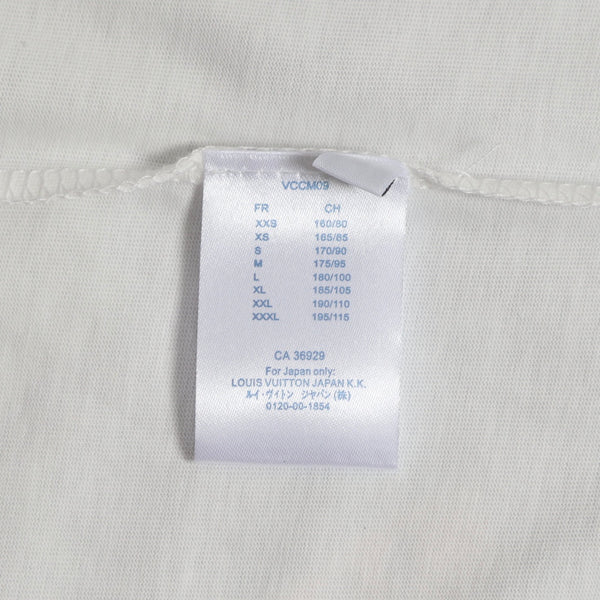 VCCM09
FR CH
XXS 160/80
XS 165/85
S 170/90
M 175/95
L 180/100
XL 185/105
XXL 190/110
XXXL 195/115
CA 36929
For Japan only:
LOUIS VUITTON JAPAN K.K.
ルイ・ヴィトン ジャパン(株)
0120-00-1854